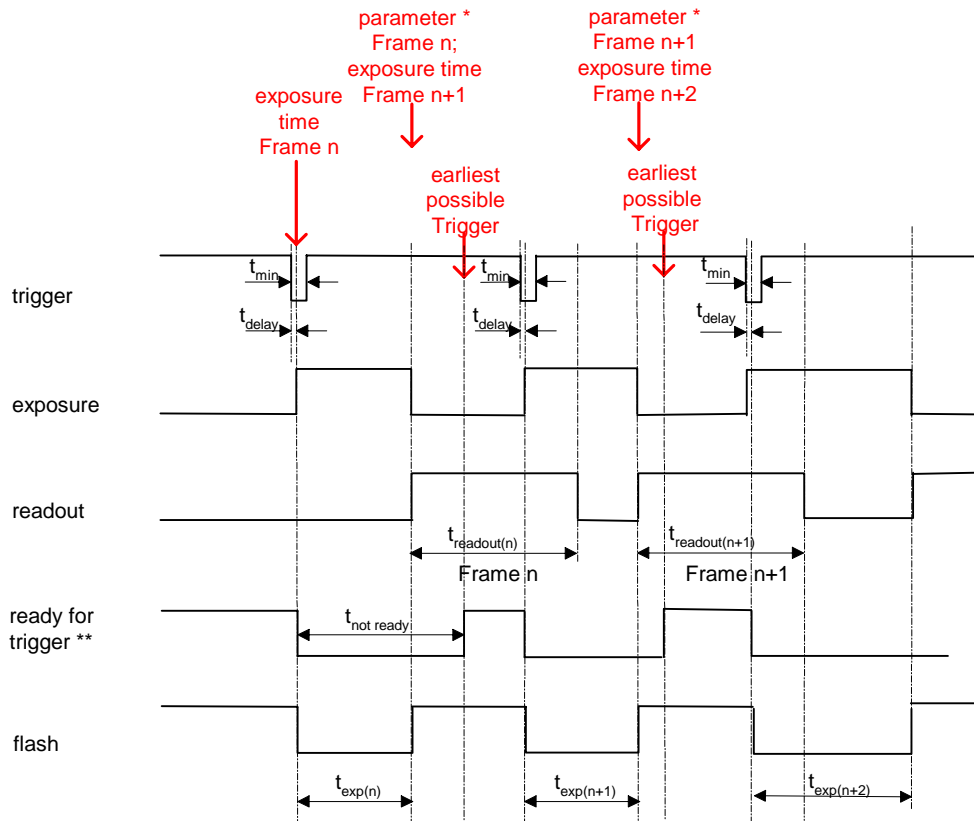 parameter *
Frame n;
exposure time
Frame n+1
parameter *
Frame n+1
exposure time
Frame n+2
exposure
time
Frame n
earliest
possible
Trigger
earliest
possible
Trigger
trigger
tmin
tmin
tmin
tdelay
tdelay
tdelay
exposure
readout
treadout(n)
Frame n
treadout(n+1)
Frame n+1
ready for
trigger **
tnot ready
flash
texp(n)
texp(n+1)
texp(n+2)